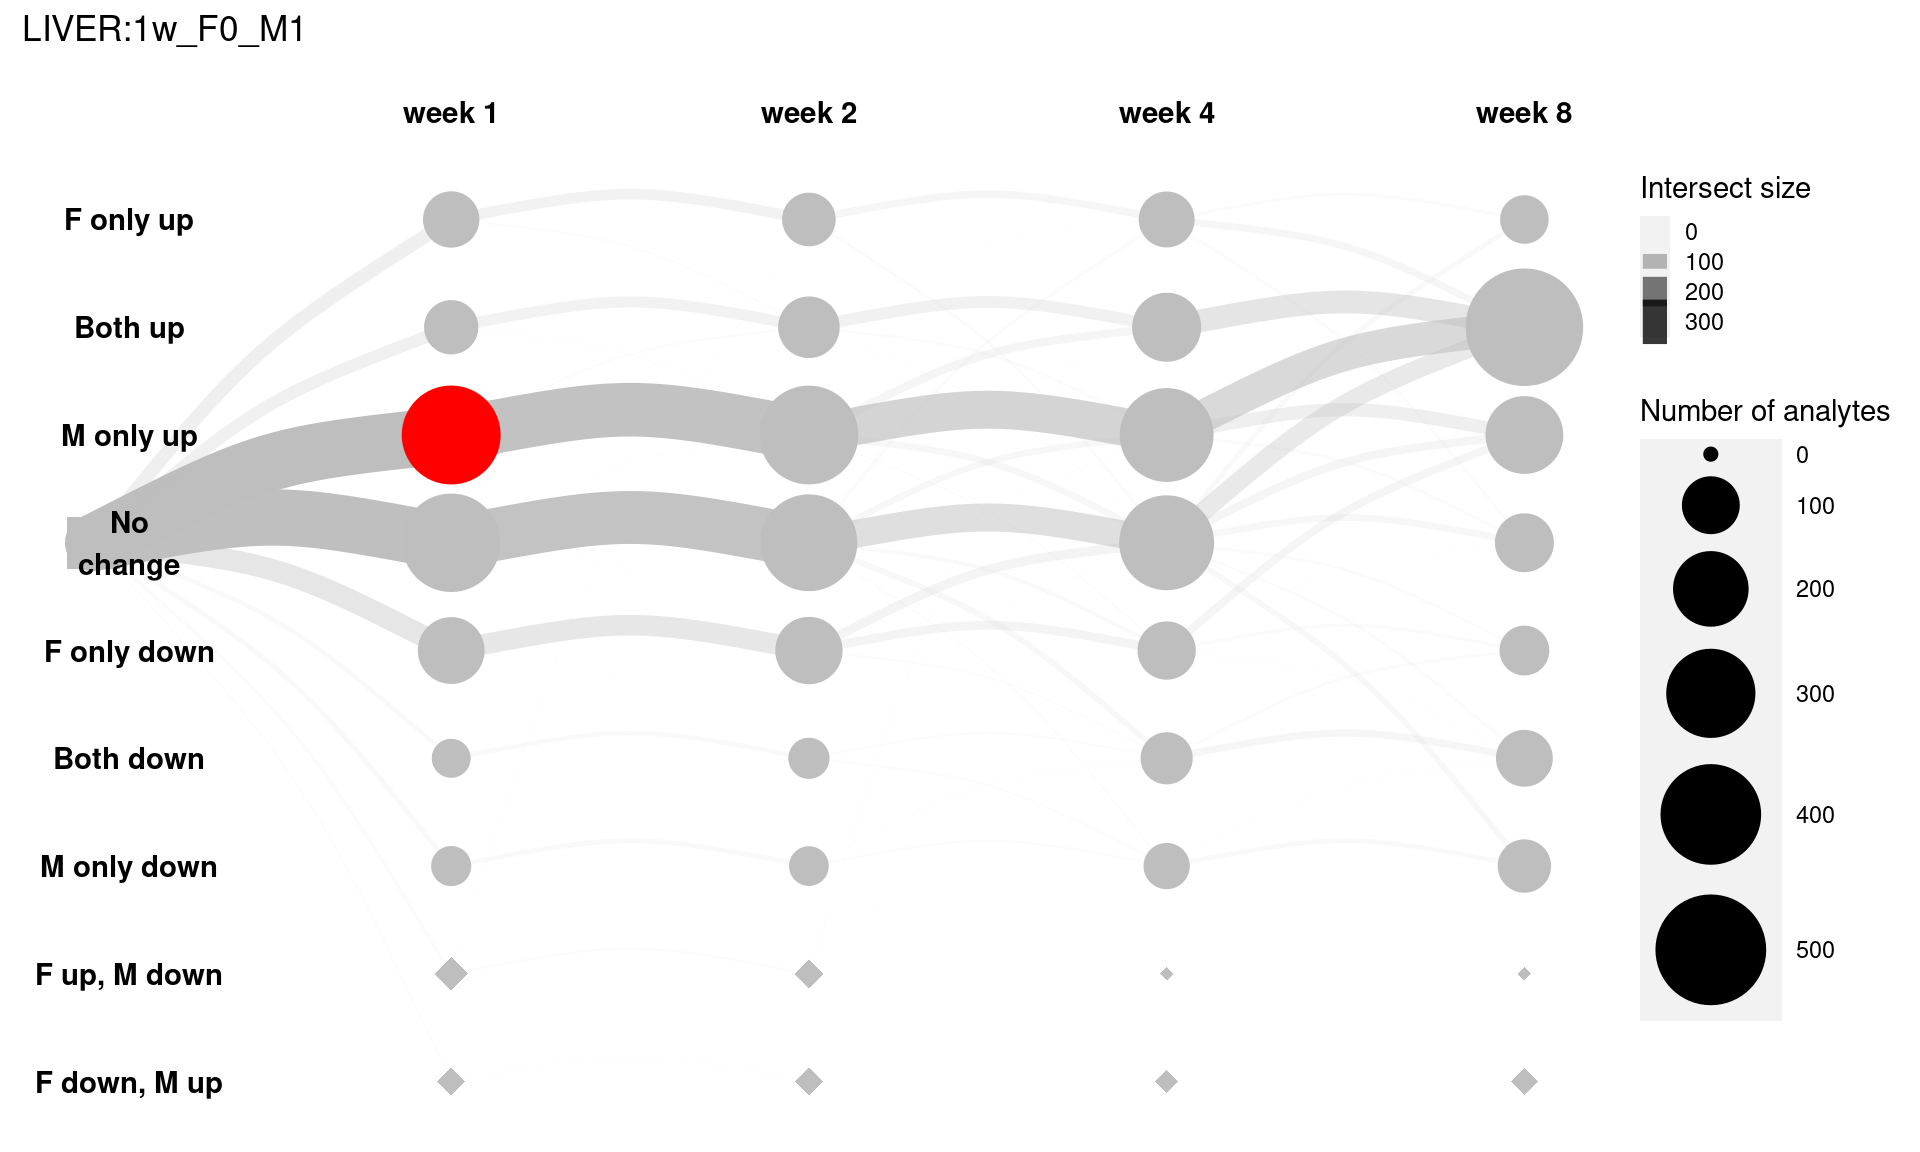 LIVER:1w_F0_M1
week 1
week 2
week 4
week 8
F only up
Both up
M only up
No
change
F only down
Both down
M only down
F up, M down
F down, M up
Intersect size
0
100
200
300
Number of analytes
0
100
200
300
400
500